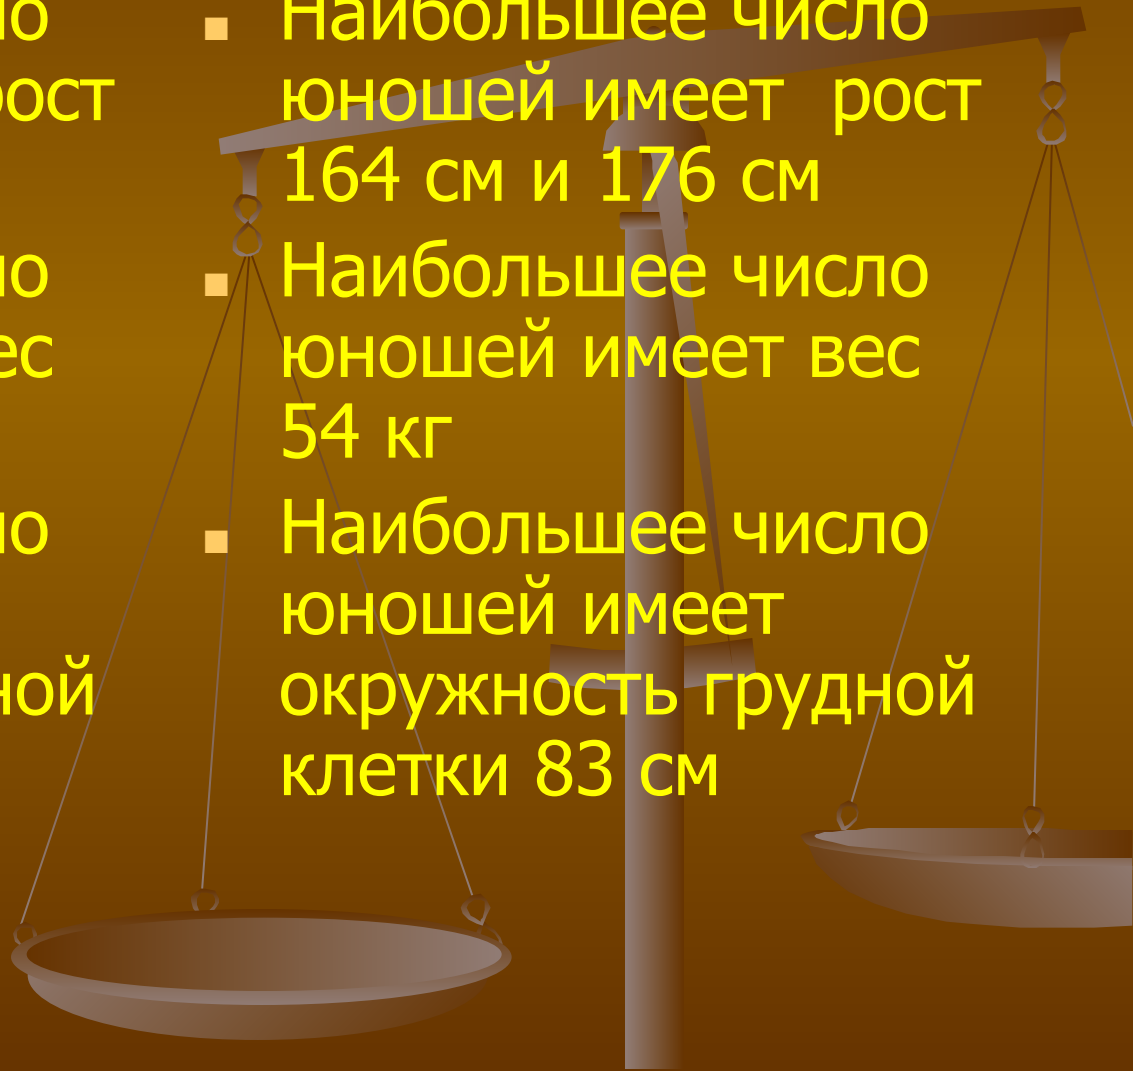 Наибольшее число
юношей имеет рост
164 см и 176 см
Наибольшее число
юношей имеет вес
54 кг
Наибольшее число
юношей имеет
окружность грудной
клетки 83 см